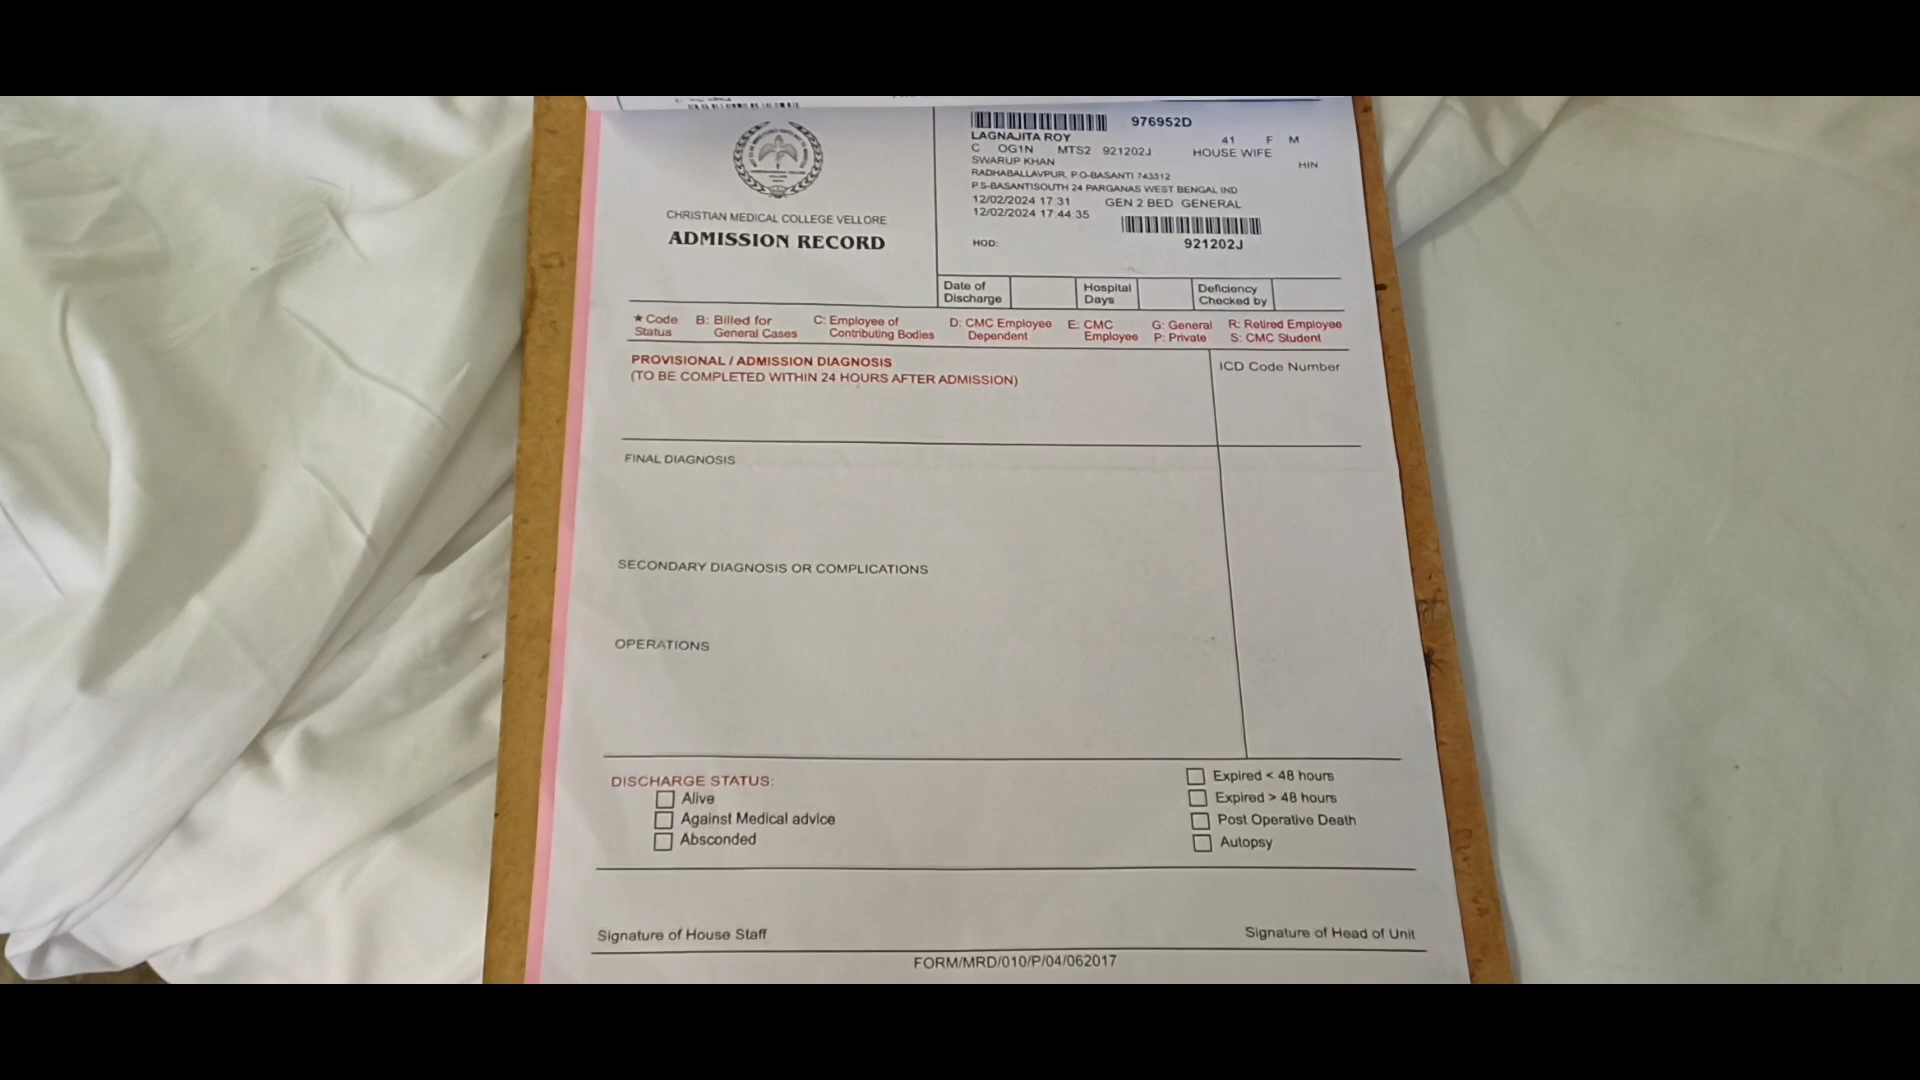 976952D
LAGNAJITA ROY 41 F M
C OG1N MTS2 921202J HOUSE WIFE
SWARUP KHAN HIN
RADHABALLAVPUR, P.O-BASANTI 743312
P.S-BASANTISOUTH 24 PARGANAS WEST BENGAL IND
12/02/2024 17 31 GEN 2 BED GENERAL
12/02/2024 17 44:35
HOD: 921202J
CHRISTIAN MEDICAL COLLEGE VELLORE
ADMISSION RECORD
Date of Discharge
Hospital Days
Deficiency Checked by
★ Code Status
B: Billed for General Cases
C: Employee of Contributing Bodies
D: CMC Employee Dependent
E: CMC Employee
G: General
P: Private
R: Retired Employee
S: CMC Student
PROVISIONAL / ADMISSION DIAGNOSIS
(TO BE COMPLETED WITHIN 24 HOURS AFTER ADMISSION)
ICD Code Number
FINAL DIAGNOSIS
SECONDARY DIAGNOSIS OR COMPLICATIONS
OPERATIONS
DISCHARGE STATUS:
Alive
Against Medical advice
Absconded
Expired < 48 hours
Expired > 48 hours
Post Operative Death
Autopsy
Signature of House Staff
Signature of Head of Unit
FORM/MRD/010/P/04/062017